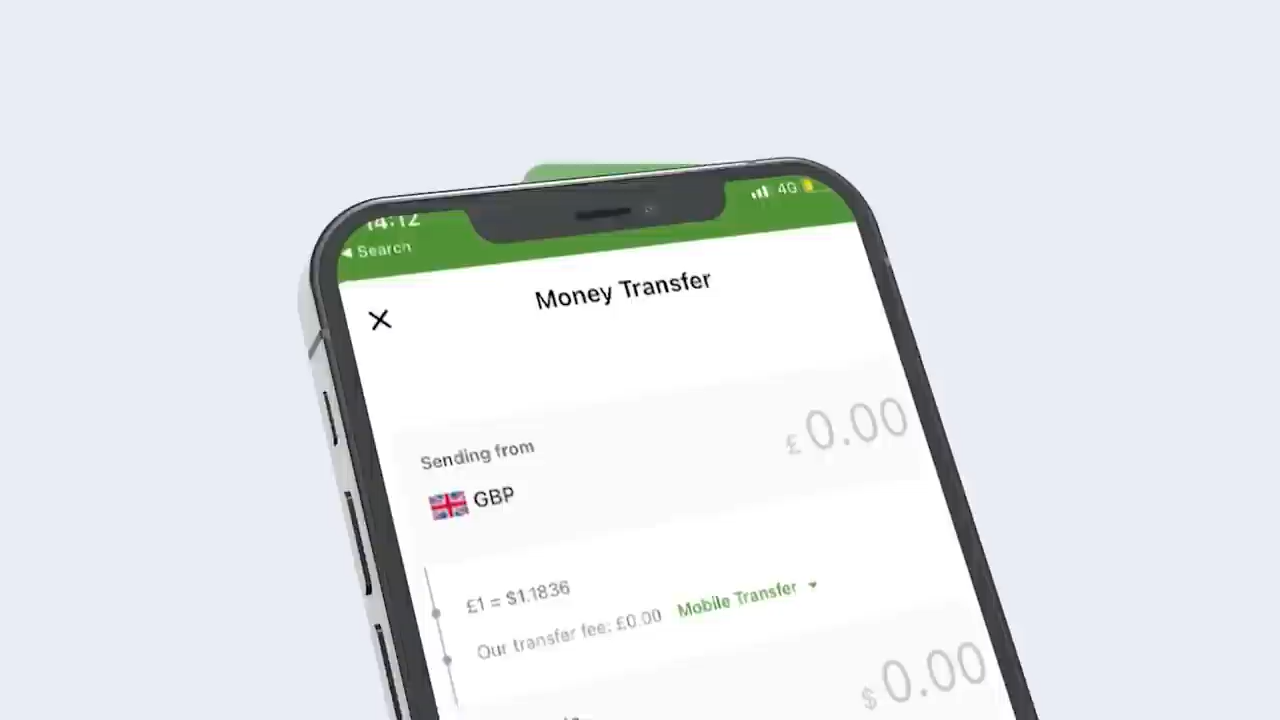 14:12
4G
Search
Money Transfer
£ 0.00
Sending from
GBP
£1 = $1.1836
Our transfer fee: £0.00 Mobile Transfer
$ 0.00